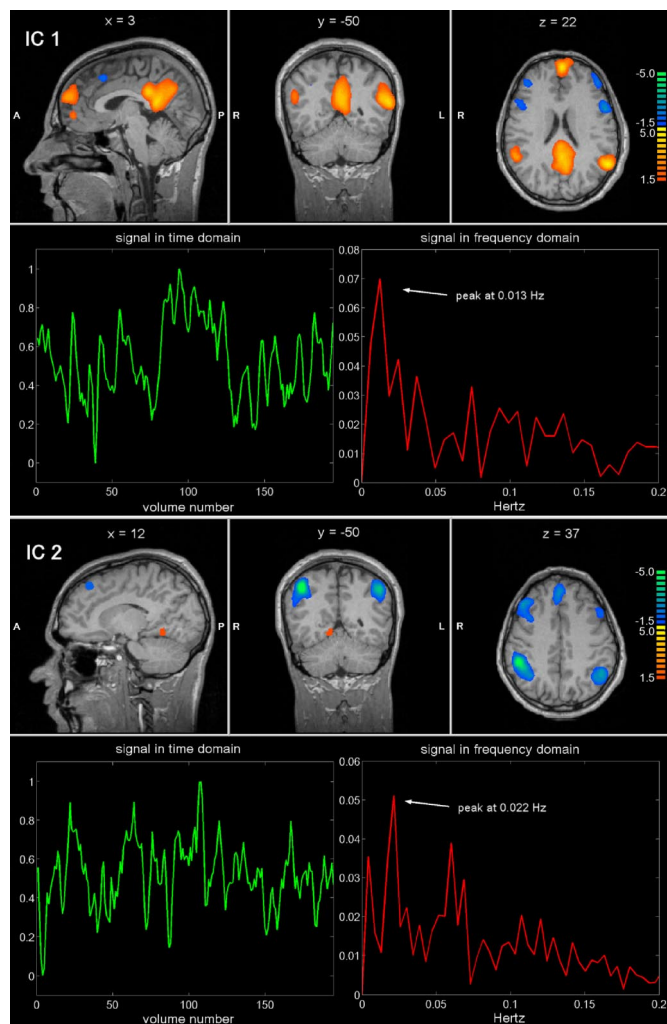 IC 1
x = 3
y = -50
z = 22
A
P
R
L
R
-5.0
-1.5
5.0
1.5
signal in time domain
1
0.8
0.6
0.4
0.2
0
0
50
100
150
volume number
signal in frequency domain
0.08
0.07
0.06
0.05
0.04
0.03
0.02
0.01
0
peak at 0.013 Hz
0
0.05
0.1
0.15
0.2
Hertz
IC 2
x = 12
y = -50
z = 37
A
P
R
L
R
-5.0
-1.5
5.0
1.5
signal in time domain
1
0.8
0.6
0.4
0.2
0
0
50
100
150
volume number
signal in frequency domain
0.06
0.05
0.04
0.03
0.02
0.01
0
peak at 0.022 Hz
0
0.05
0.1
0.15
0.2
Hertz